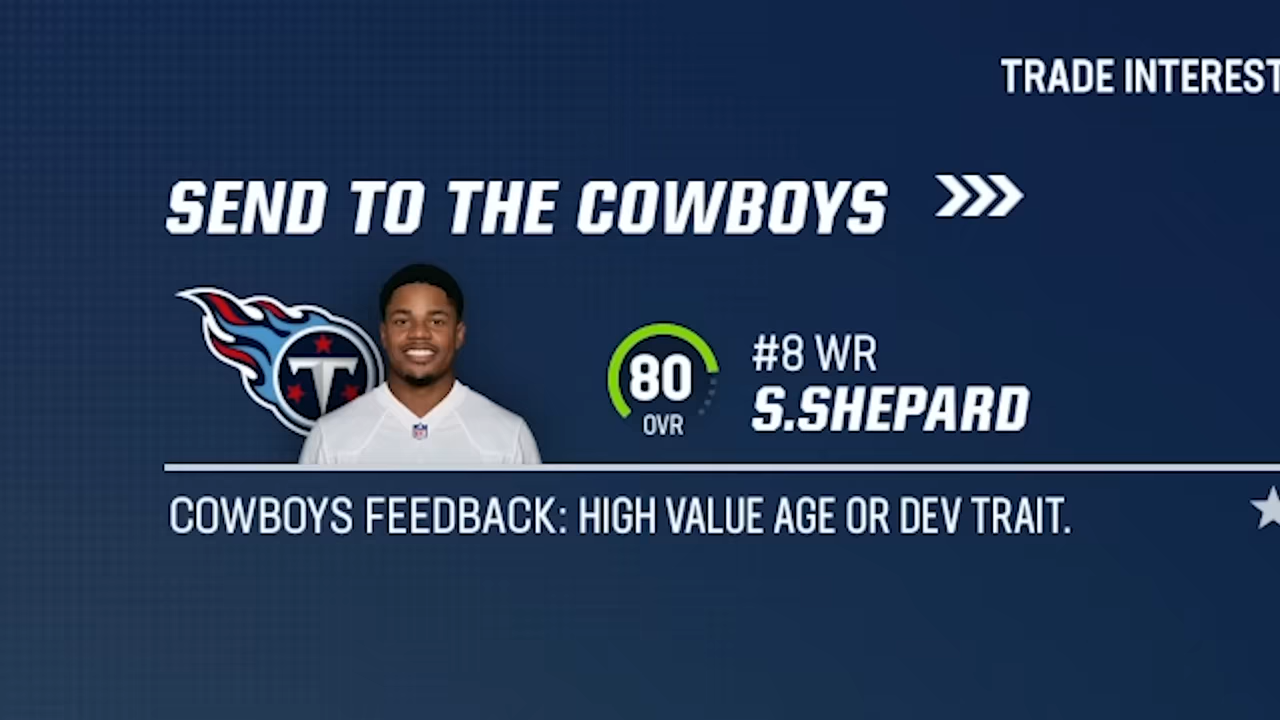 TRADE INTEREST
SEND TO THE COWBOYS
T
80
OVR
#8 WR
S.SHEPARD
COWBOYS FEEDBACK: HIGH VALUE AGE OR DEV TRAIT.